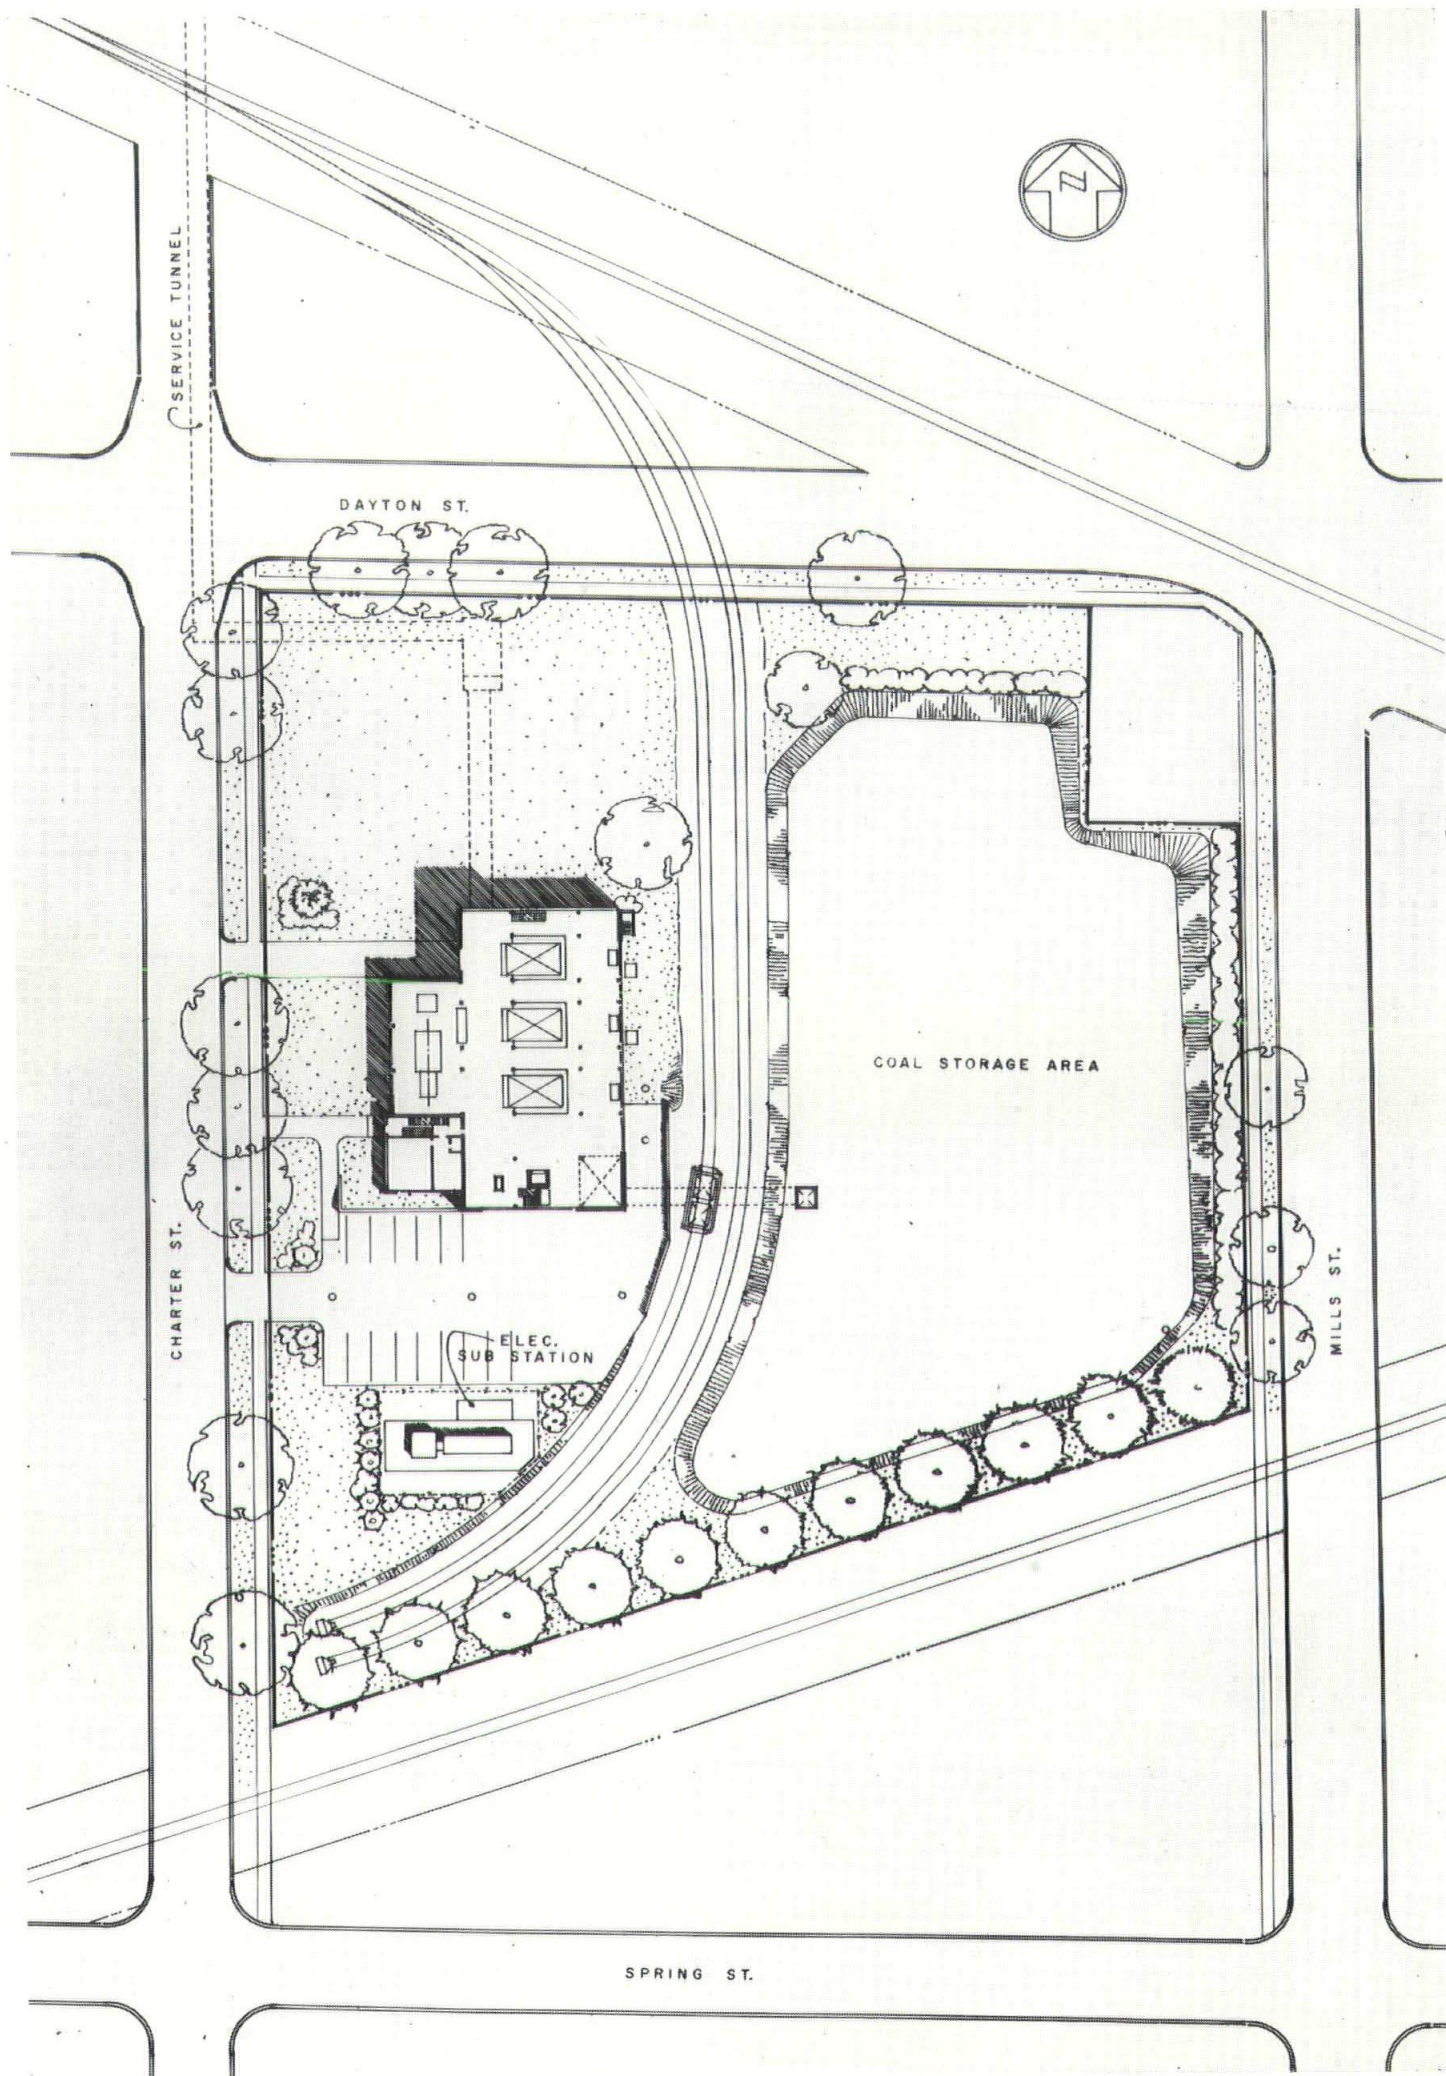 N
SERVICE TUNNEL
DAYTON ST.
COAL STORAGE AREA
CHARTER ST.
MILLS ST.
ELEC.
SUB STATION
SPRING ST.